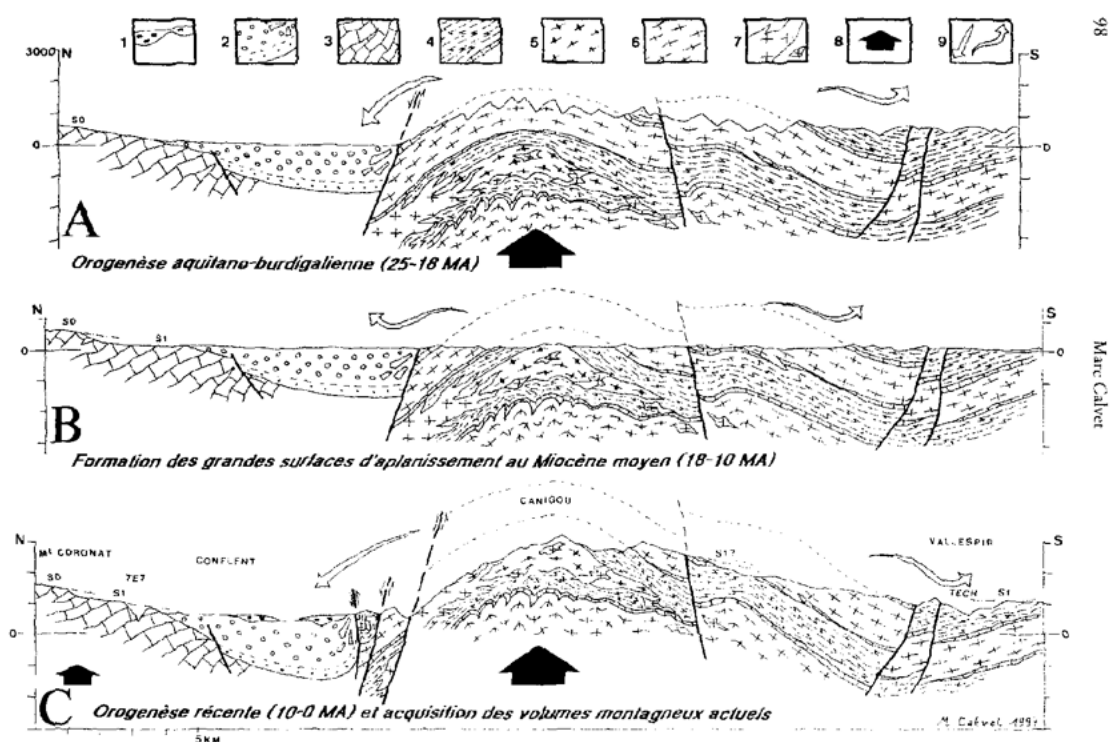 98
Marc Calvet
1 2 3 4 5 6 7 8 9
3000 N S
S0
0 0
A
Orogenèse aquitano-burdigalienne (25-18 MA)
N S
S0
S1
0 0
B
Formation des grandes surfaces d'aplanissement au Miocène moyen (18-10 MA)
CANIGOU
N S
Mt CORONAT CONFLENT S1? VALLESPIR
S0 S1 7E7 TECH S1
0 0
C
Orogenèse récente (10-0 MA) et acquisition des volumes montagneux actuels
5KM
M. Calvet 1991